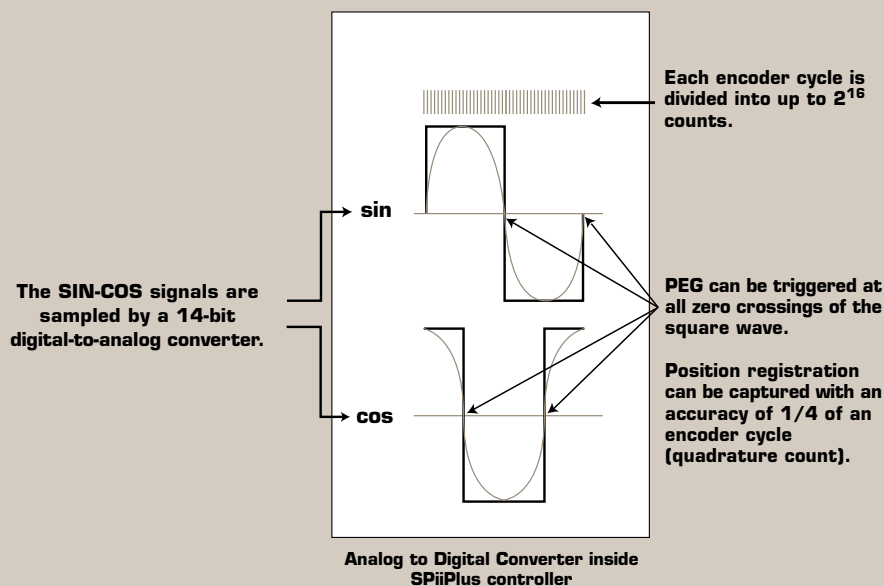 Each encoder cycle is
divided into up to 2¹⁶
counts.
sin
The SIN-COS signals are
sampled by a 14-bit
digital-to-analog converter.
PEG can be triggered at
all zero crossings of the
square wave.
Position registration
can be captured with an
accuracy of 1/4 of an
encoder cycle
(quadrature count).
cos
Analog to Digital Converter inside
SPiiPlus controller